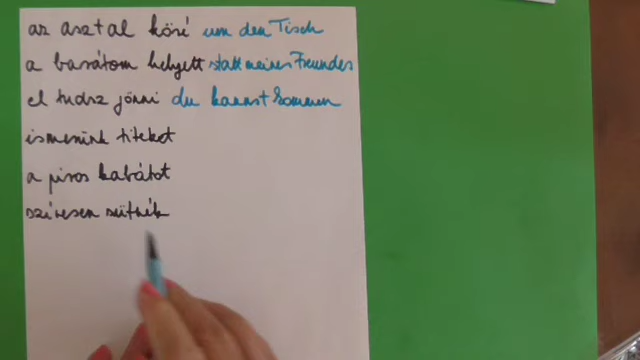 az asztal köré um den Tisch
a barátom helyett statt meines Freundes
el tudsz jönni du kannst kommen
ismerünk titeket
a piros kabátot
szívesen sütnék